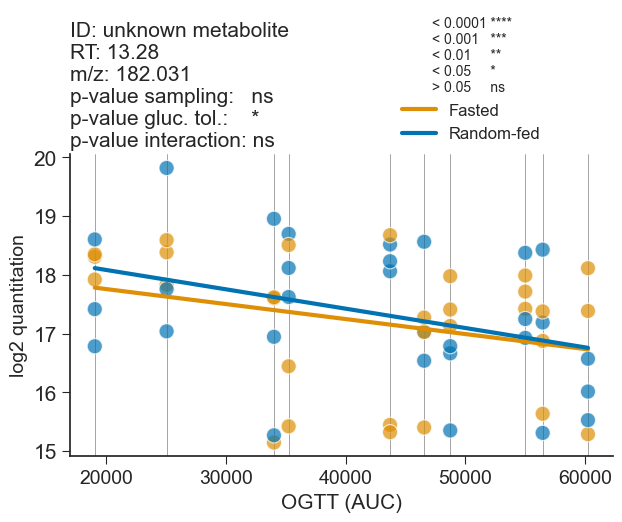 ID: unknown metabolite
RT: 13.28
m/z: 182.031
p-value sampling: ns
p-value gluc. tol.: *
p-value interaction: ns
< 0.0001 ****
< 0.001 ***
< 0.01 **
< 0.05 *
> 0.05 ns
Fasted
Random-fed
20
19
18
17
16
15
log2 quantitation
20000 30000 40000 50000 60000
OGTT (AUC)